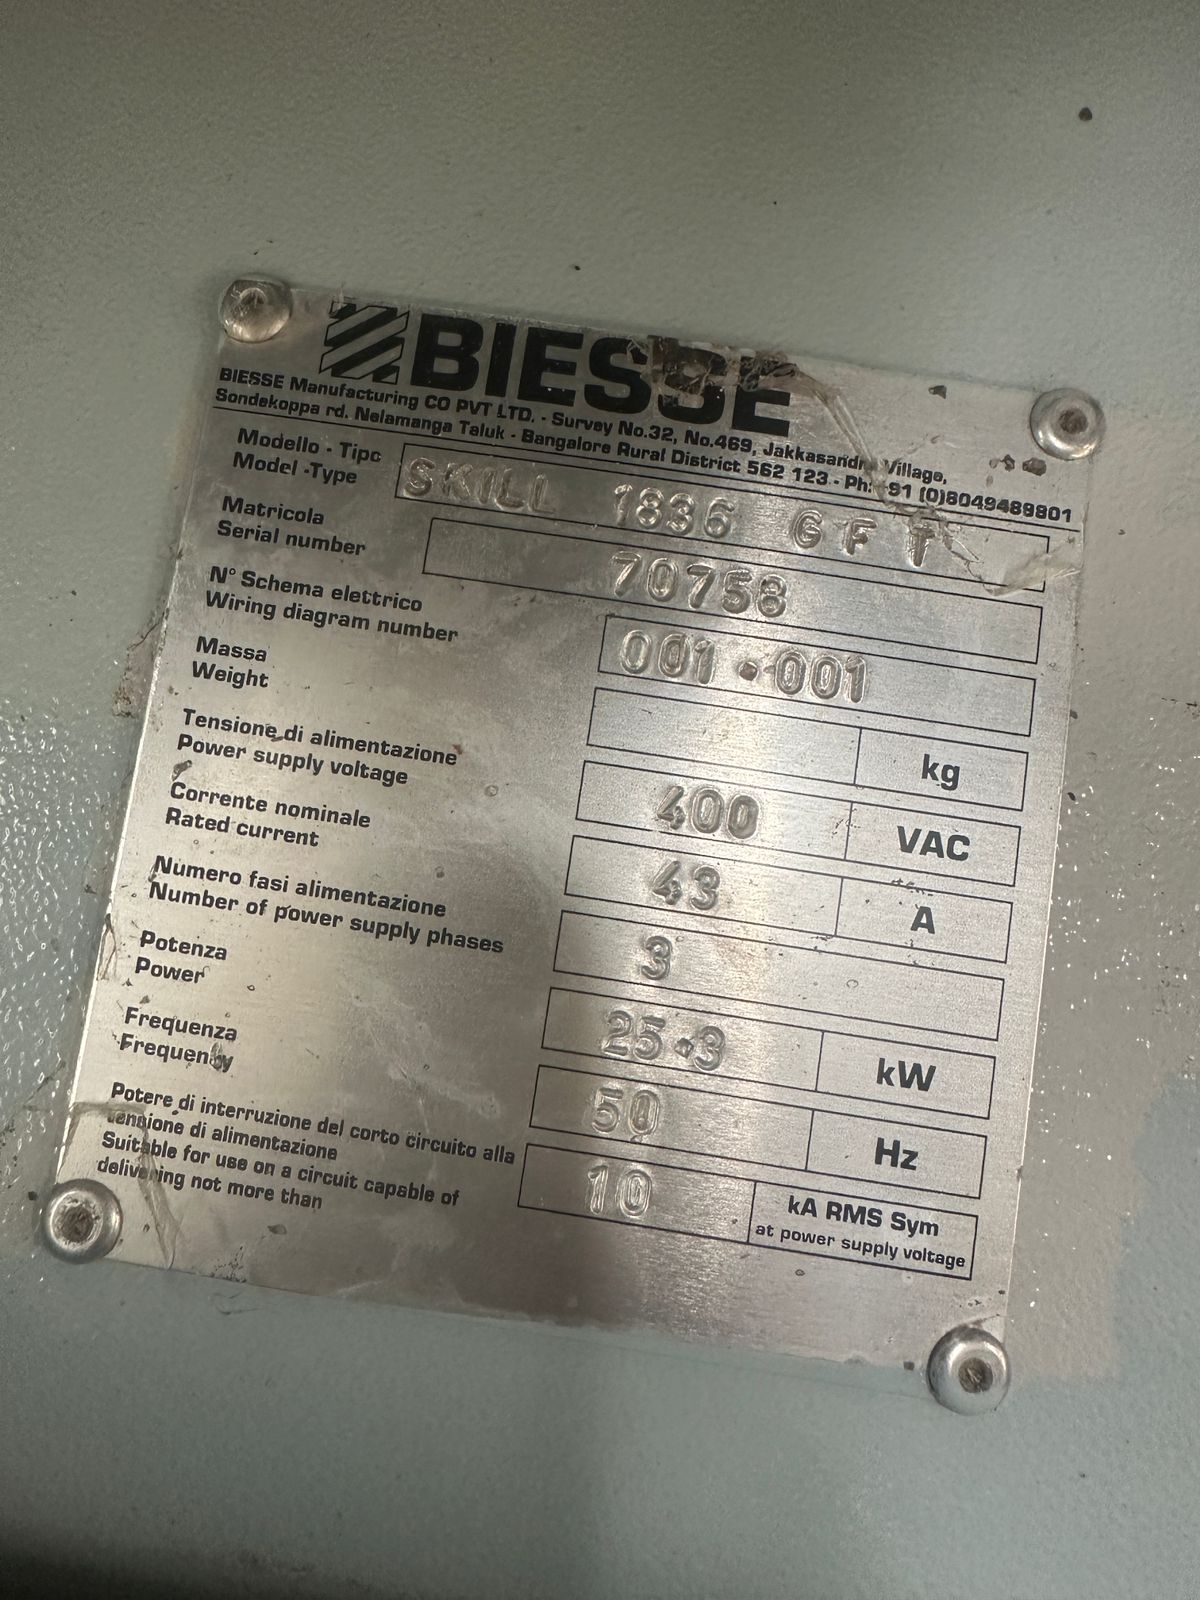 BIESSE
BIESSE Manufacturing CO PVT LTD. - Survey No.32, No.469, Jakkasandra Village,
Sondekoppa rd. Nelamanga Taluk - Bangalore Rural District 562 123 - Ph: +91 (0)8049489801
Modello - Tipo
Model -Type
SKILL 1836 GFT
Matricola
Serial number
70758
N° Schema elettrico
Wiring diagram number
001.001
Massa
Weight
kg
Tensione di alimentazione
Power supply voltage
400 VAC
Corrente nominale
Rated current
43 A
Numero fasi alimentazione
Number of power supply phases
3
Potenza
Power
25.3 kW
Frequenza
Frequency
50 Hz
Potere di interruzione del corto circuito alla
tensione di alimentazione
Suitable for use on a circuit capable of
delivering not more than
10 kA RMS Sym
at power supply voltage